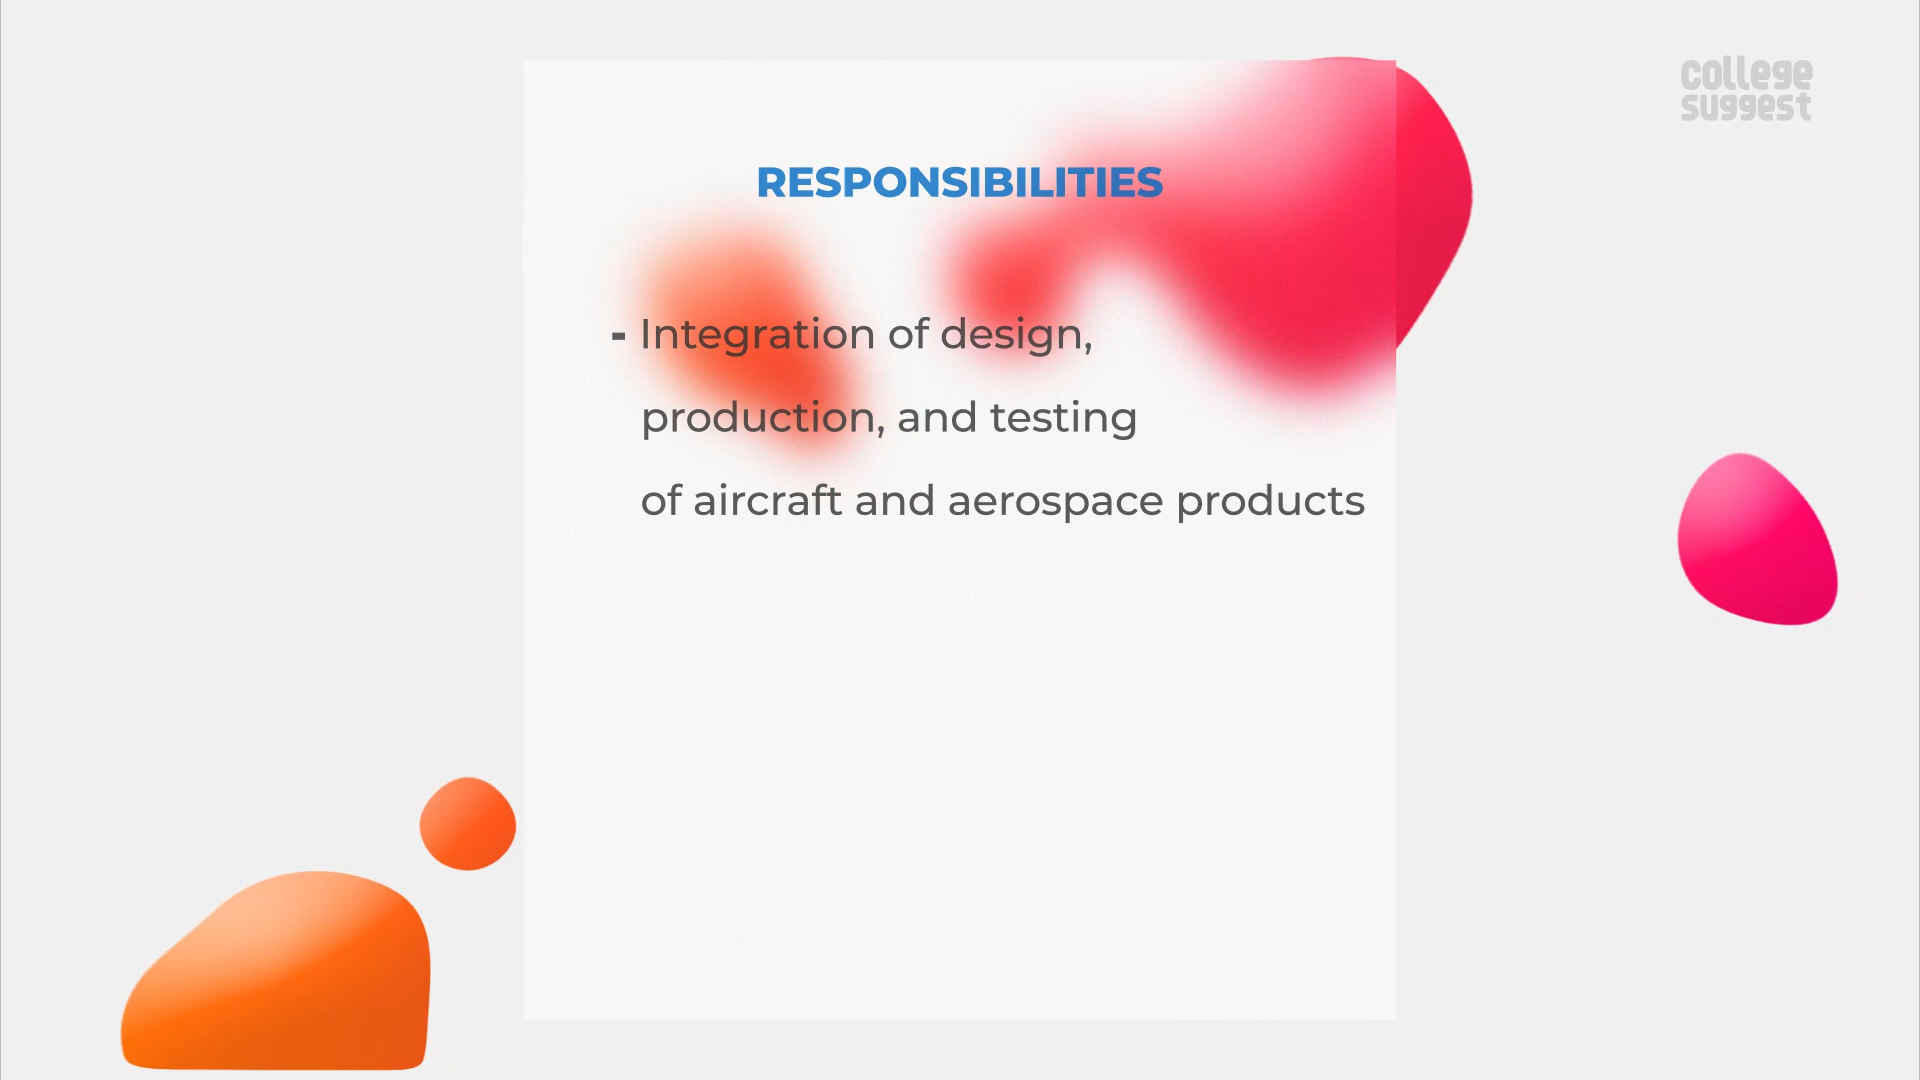 college
suggest
RESPONSIBILITIES
- Integration of design,
production, and testing
of aircraft and aerospace products